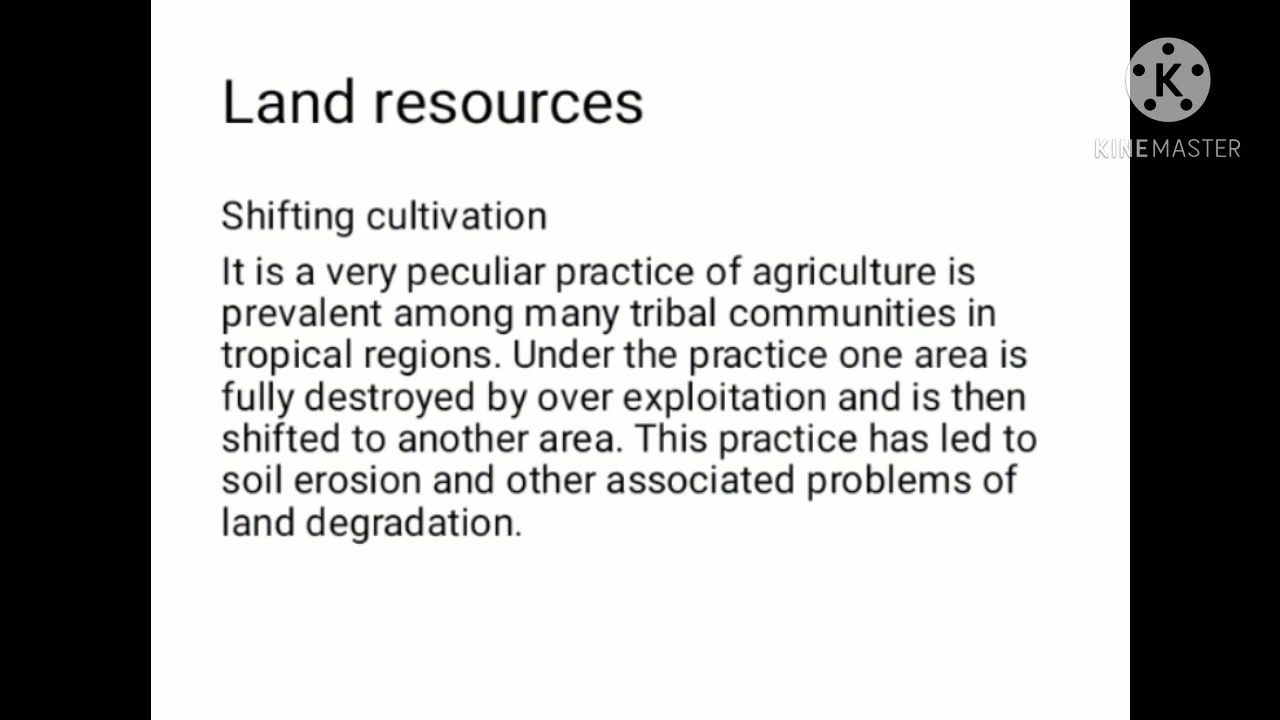 Land resources
K
KINEMASTER
Shifting cultivation
It is a very peculiar practice of agriculture is
prevalent among many tribal communities in
tropical regions. Under the practice one area is
fully destroyed by over exploitation and is then
shifted to another area. This practice has led to
soil erosion and other associated problems of
land degradation.